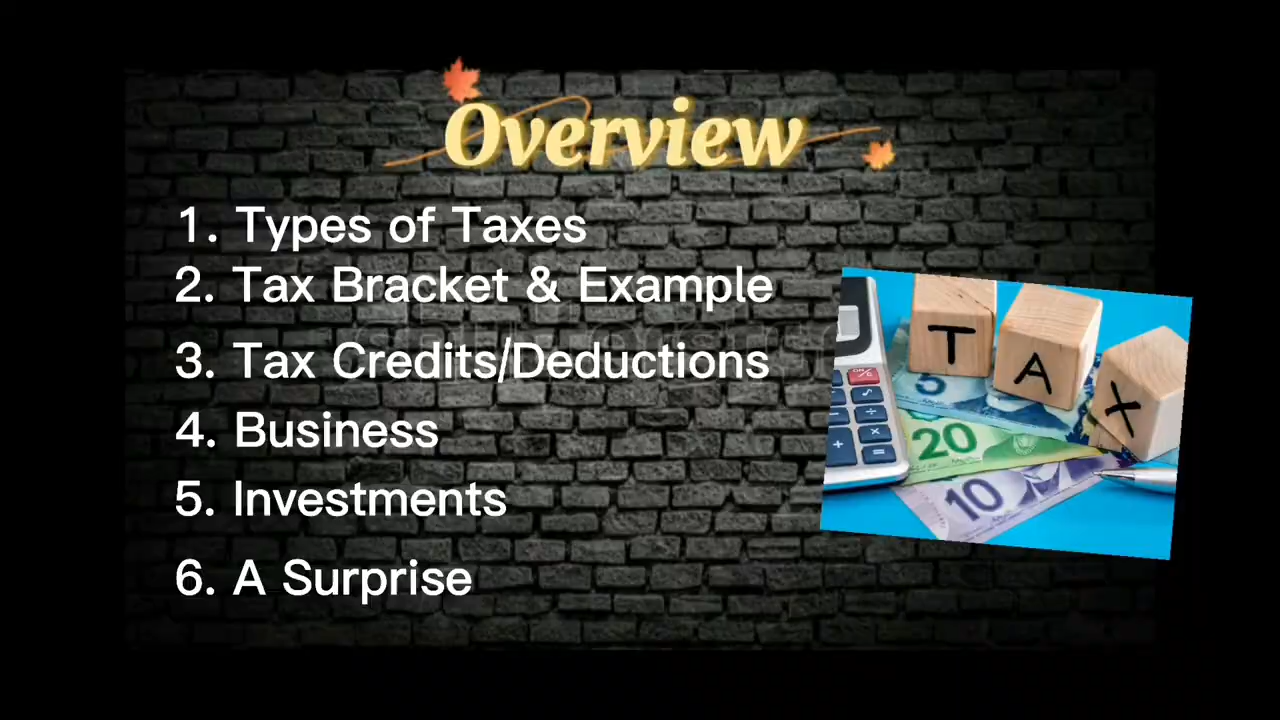 Overview
1. Types of Taxes
2. Tax Bracket & Example
3. Tax Credits/Deductions
4. Business
5. Investments
6. A Surprise
T A X
5
20
10